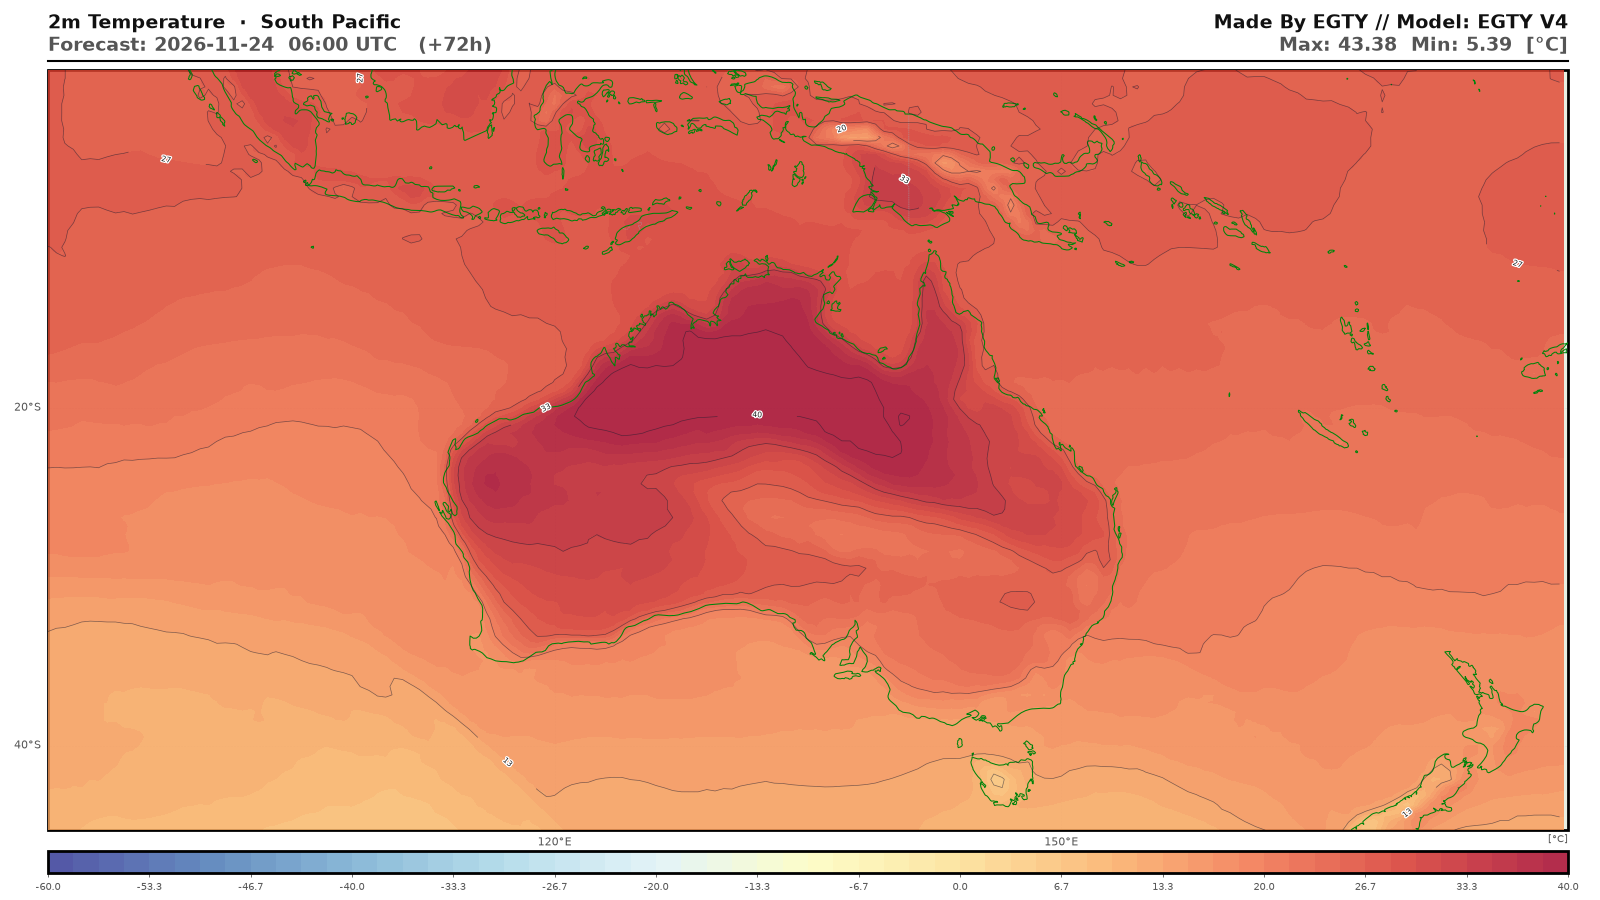 2m Temperature · South Pacific
Made By EGTY // Model: EGTY V4
Forecast: 2026-11-24 06:00 UTC (+72h)
Max: 43.38 Min: 5.39 [°C]
27
20
27
33
27
20°S
33
40
40°S
13
13
120°E
150°E
[°C]
-60.0
-53.3
-46.7
-40.0
-33.3
-26.7
-20.0
-13.3
-6.7
0.0
6.7
13.3
20.0
26.7
33.3
40.0